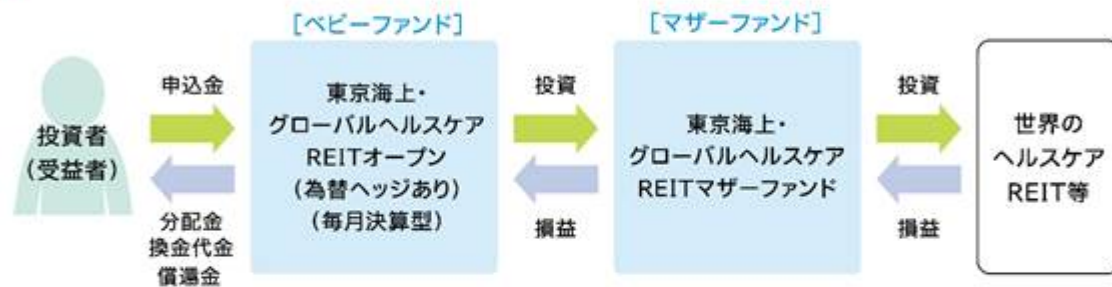 [ベビーファンド]
[マザーファンド]
投資者
(受益者)
申込金
分配金
換金代金
償還金
東京海上・
グローバルヘルスケア
REITオープン
(為替ヘッジあり)
(毎月決算型)
投資
損益
東京海上・
グローバルヘルスケア
REITマザーファンド
投資
損益
世界の
ヘルスケア
REIT等